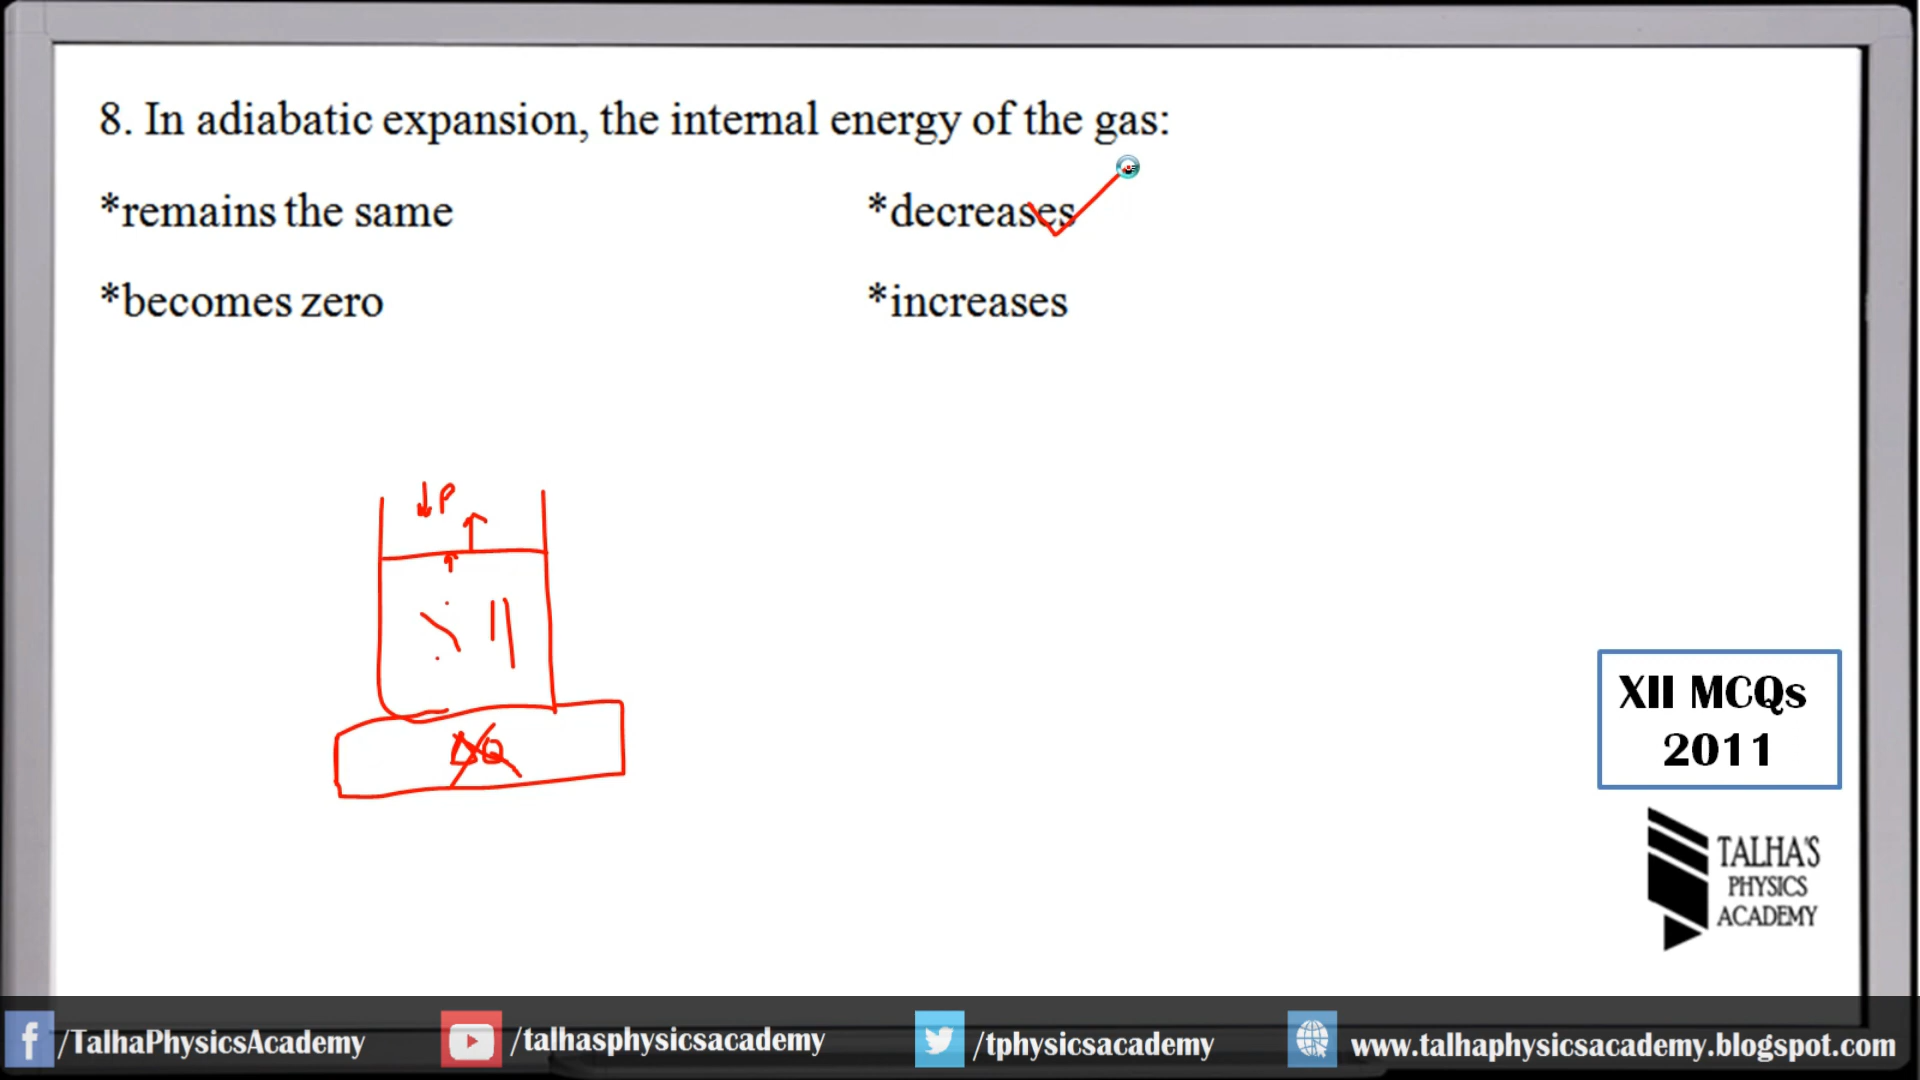 8. In adiabatic expansion, the internal energy of the gas:
*remains the same *decreases
*becomes zero *increases
↓P
ΔQ
XII MCQs
2011
TALHA'S
PHYSICS
ACADEMY
/TalhaPhysicsAcademy /talhasphysicsacademy /tphysicsacademy www.talhaphysicsacademy.blogspot.com